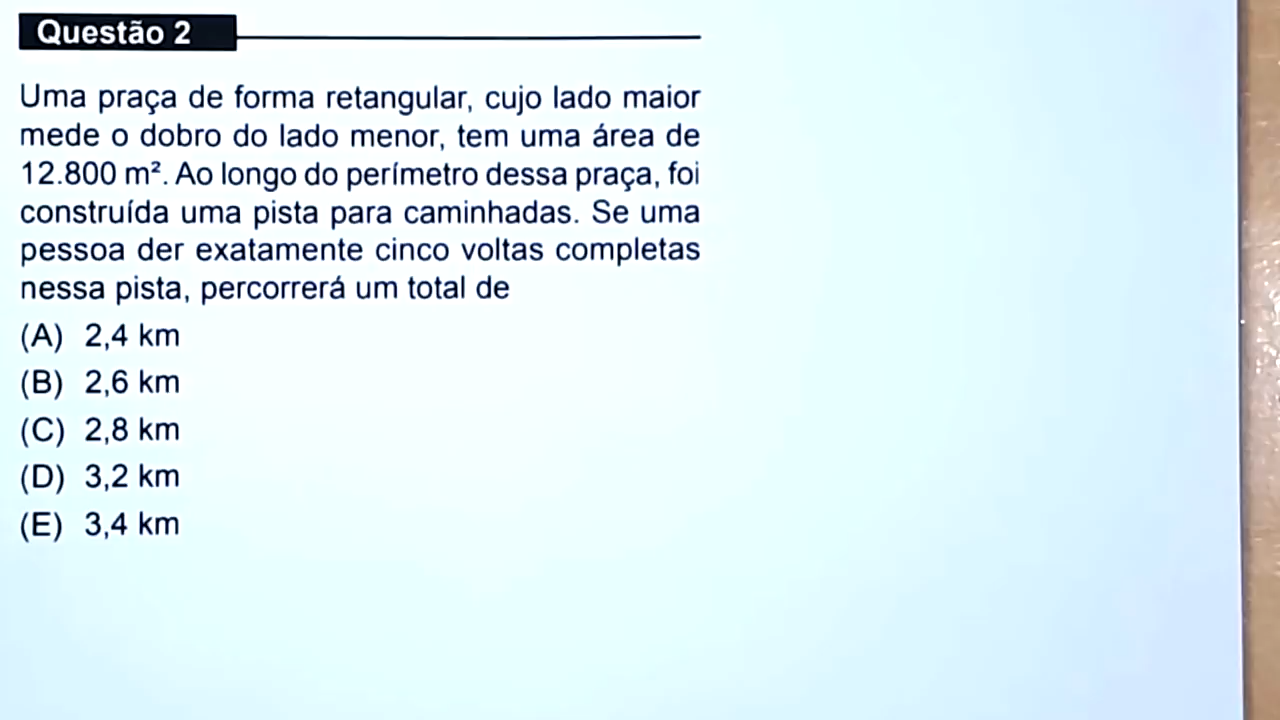 Questão 2
Uma praça de forma retangular, cujo lado maior
mede o dobro do lado menor, tem uma área de
12.800 m². Ao longo do perímetro dessa praça, foi
construída uma pista para caminhadas. Se uma
pessoa der exatamente cinco voltas completas
nessa pista, percorrerá um total de
(A) 2,4 km
(B) 2,6 km
(C) 2,8 km
(D) 3,2 km
(E) 3,4 km